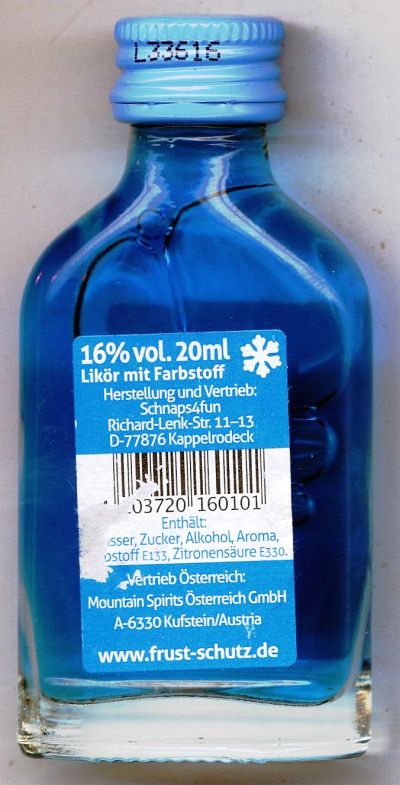 L33616
16% vol. 20ml
Likör mit Farbstoff
Herstellung und Vertrieb:
Schnaps4fun
Richard-Lenk-Str. 11–13
D-77876 Kappelrodeck
03720 160101
Enthält:
Zucker, Alkohol, Aroma,
E133, Zitronensäure E330.
Vertrieb Österreich:
Mountain Spirits Österreich GmbH
A-6330 Kufstein/Austria
www.frust-schutz.de